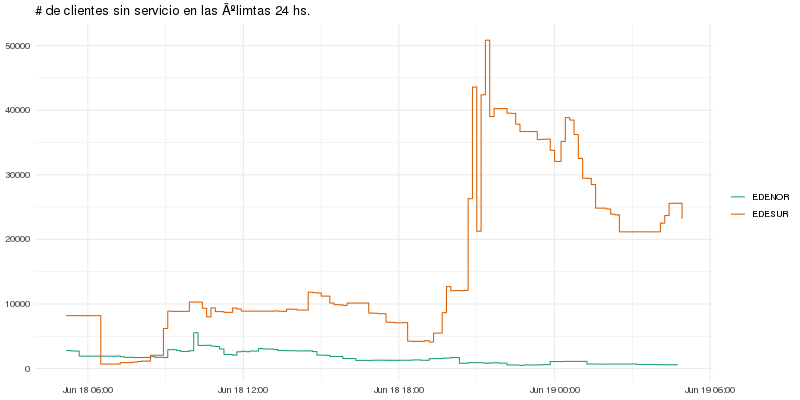 # de clientes sin servicio en las Ãºlimtas 24 hs.
50000
40000
30000
20000
10000
0
Jun 18 06:00
Jun 18 12:00
Jun 18 18:00
Jun 19 00:00
Jun 19 06:00
EDENOR
EDESUR